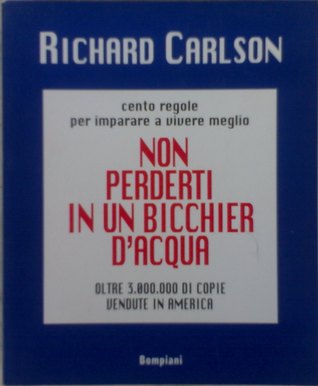 RICHARD CARLSON
cento regole
per imparare a vivere meglio
NON
PERDERTI
IN UN BICCHIER
D'ACQUA
OLTRE 3.000.000 DI COPIE
VENDUTE IN AMERICA
Bompiani